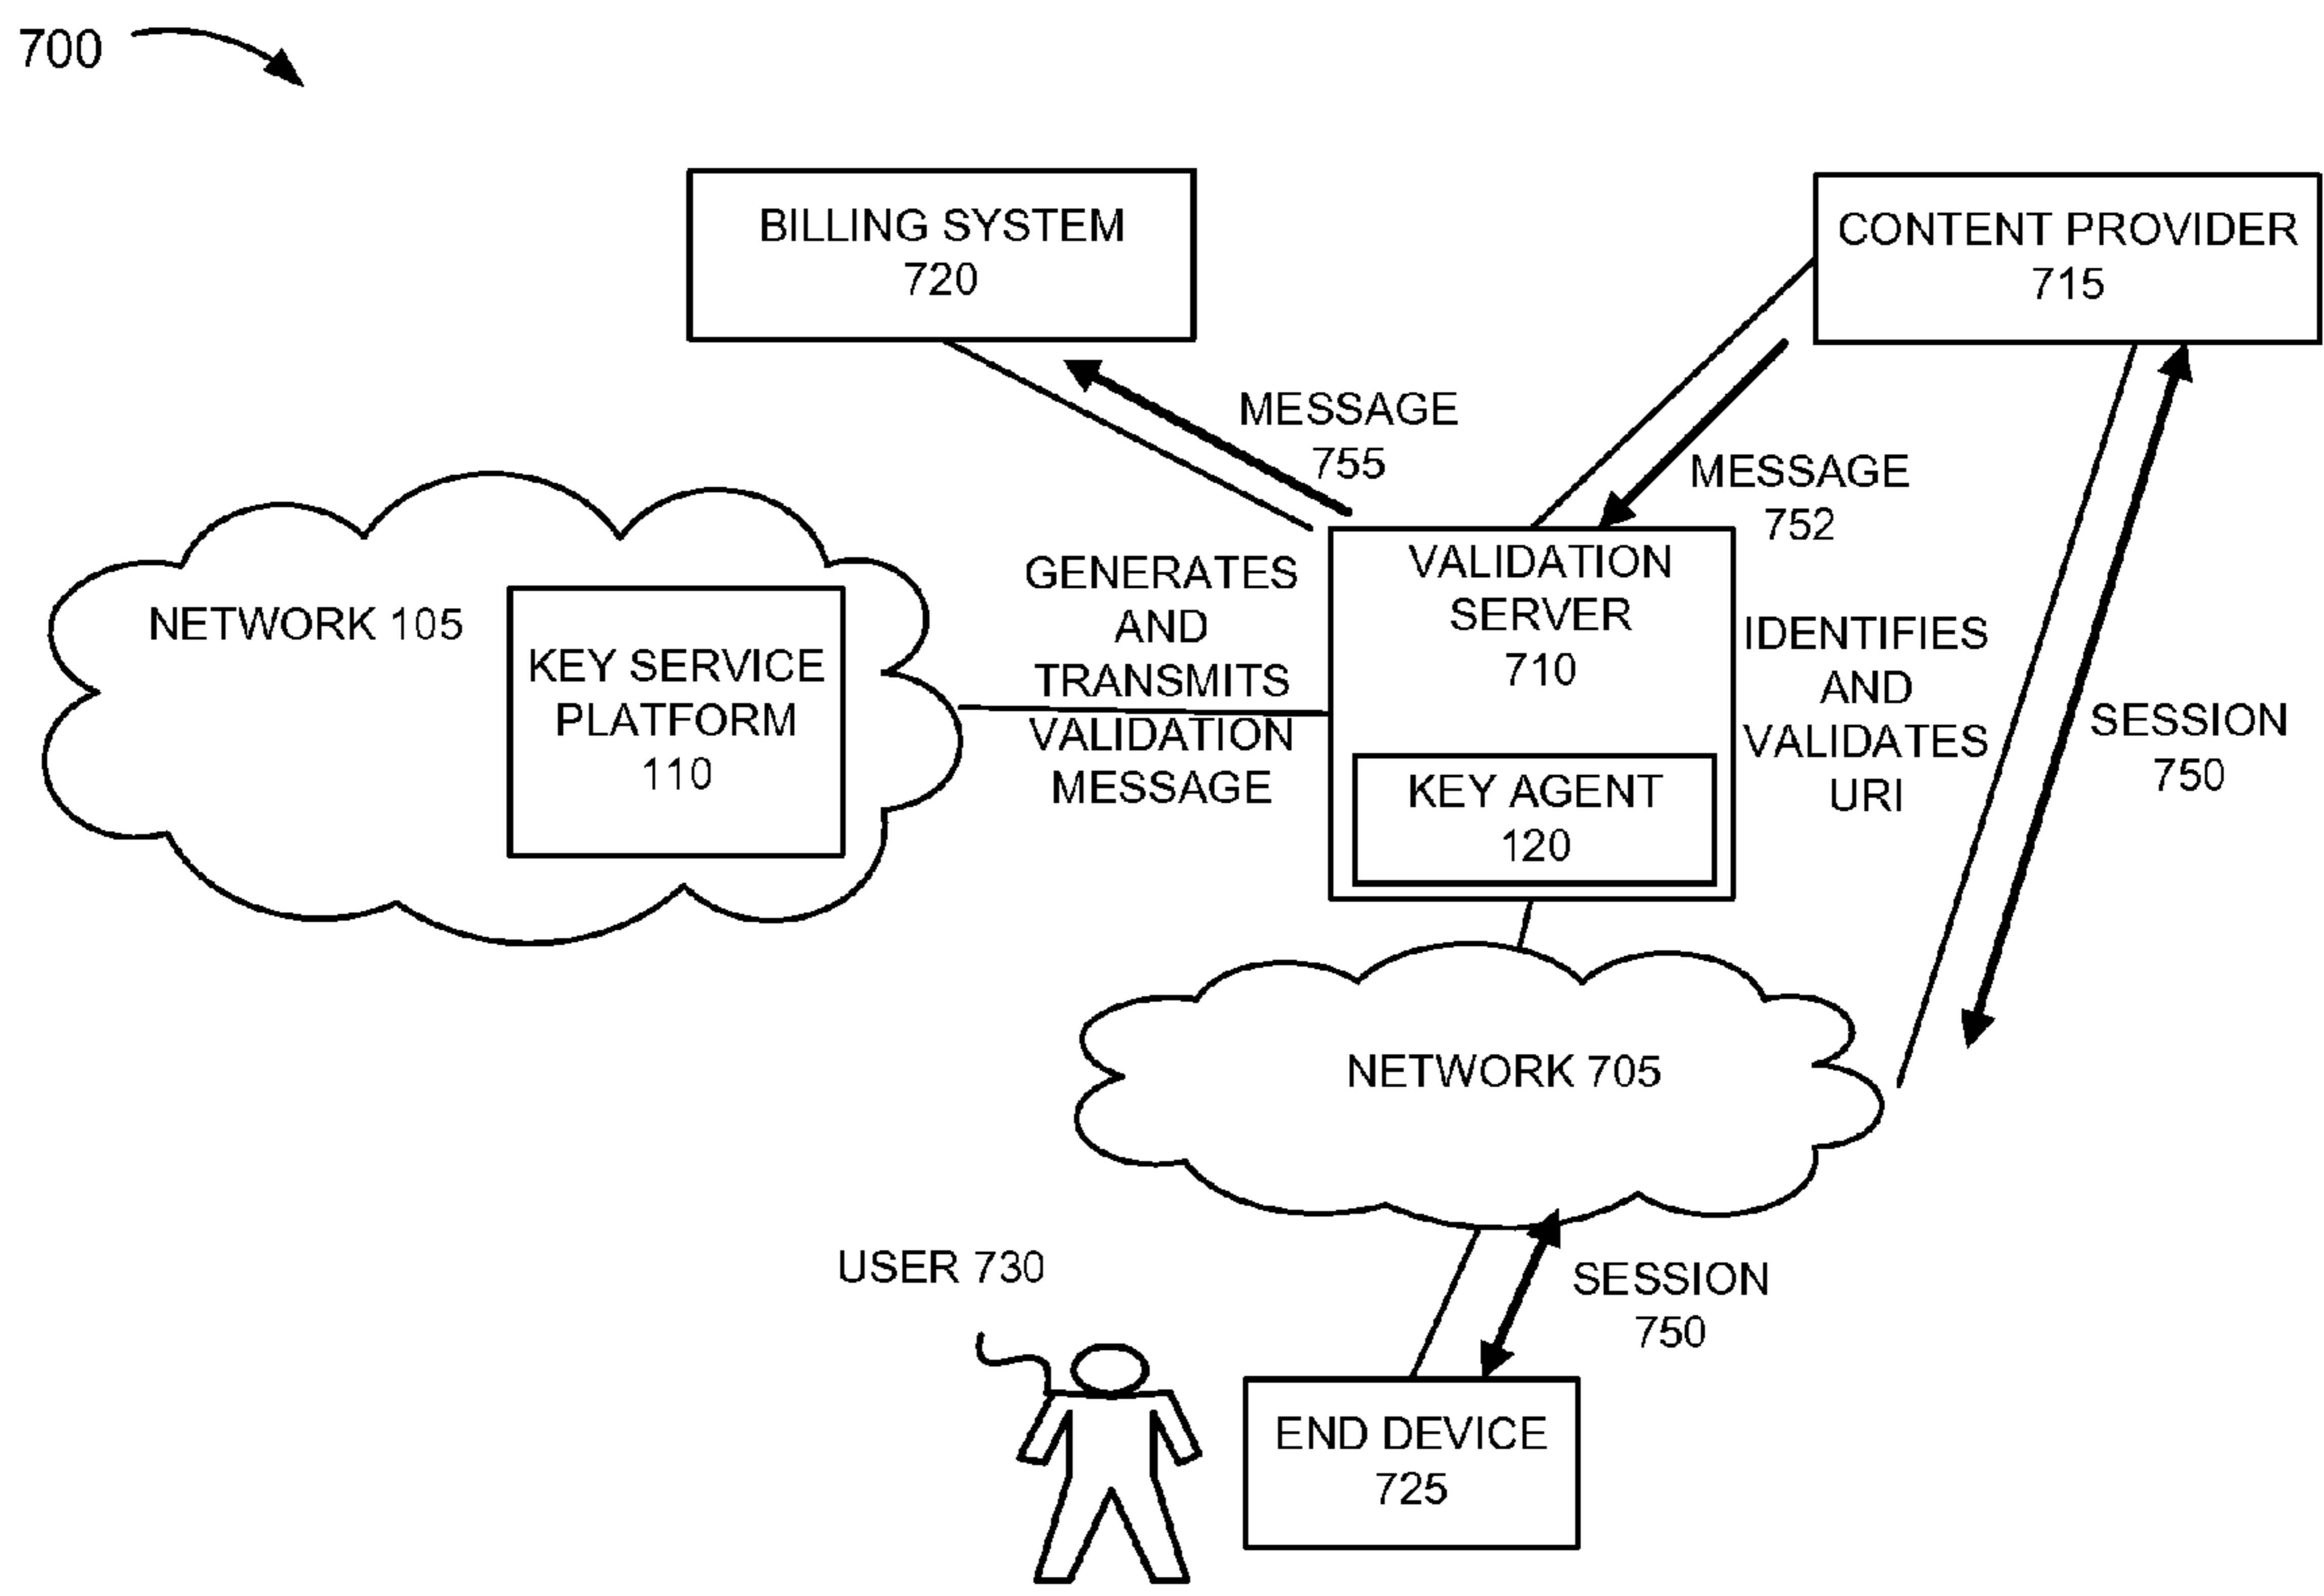 700
BILLING SYSTEM
720
CONTENT PROVIDER
715
MESSAGE
755
MESSAGE
752
NETWORK 105
KEY SERVICE
PLATFORM
110
GENERATES
AND
TRANSMITS
VALIDATION
MESSAGE
VALIDATION
SERVER
710
KEY AGENT
120
IDENTIFIES
AND
VALIDATES
URI
SESSION
750
NETWORK 705
USER 730
SESSION
750
END DEVICE
725